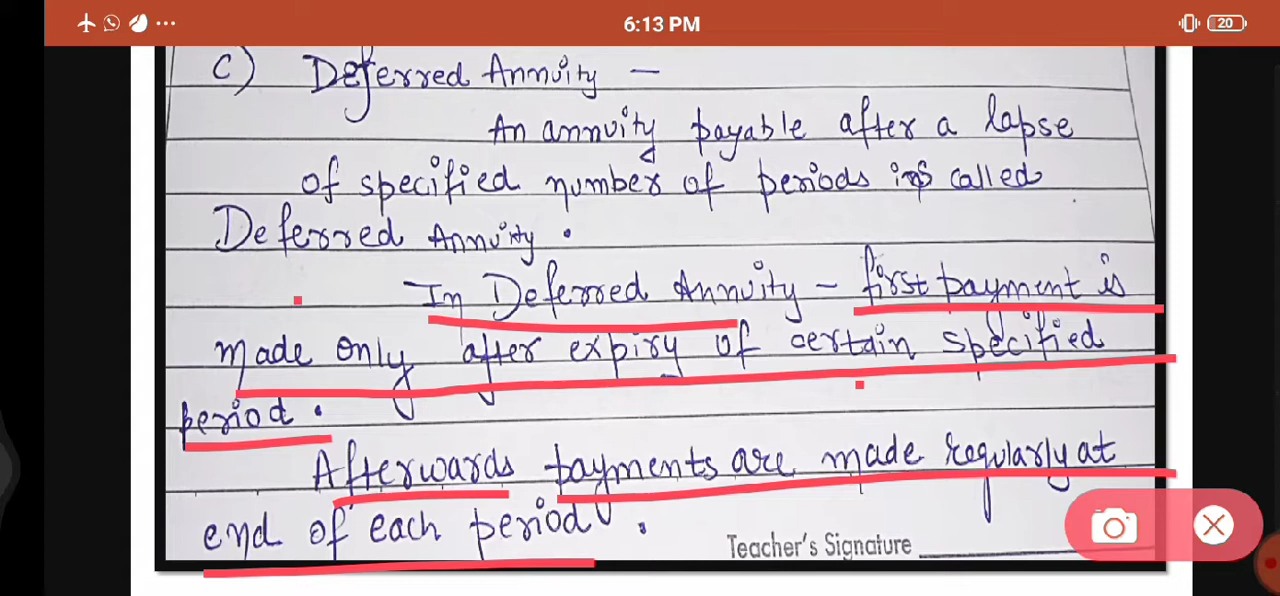 6:13 PM
20
c) Deferred Annuity —
An annuity payable after a lapse
of specified number of periods is called
Deferred Annuity.
In Deferred Annuity – first payment is
made only after expiry of certain specified
period.
Afterwards payments are made regularly at
end of each period.
Teacher's Signature